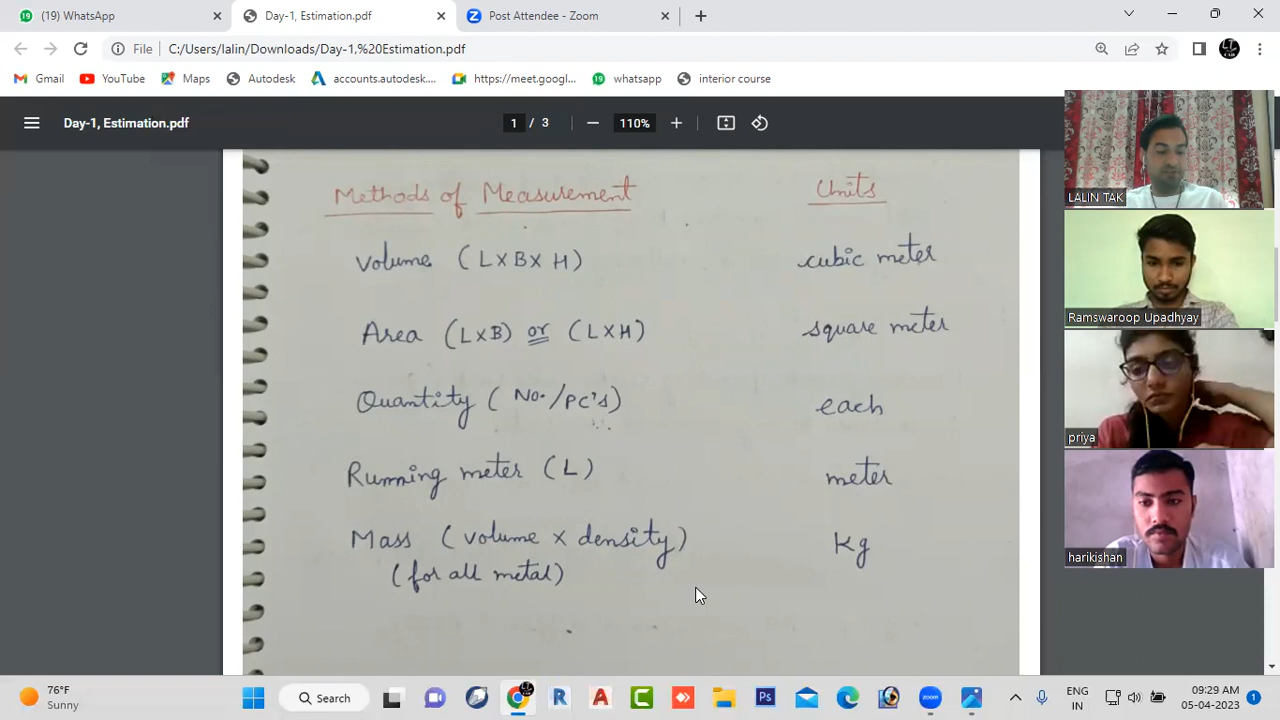 (19) WhatsApp
Day-1, Estimation.pdf
Post Attendee - Zoom
File C:/Users/lalin/Downloads/Day-1,%20Estimation.pdf
Gmail YouTube Maps Autodesk accounts.autodesk.... https://meet.googl... whatsapp interior course
Day-1, Estimation.pdf 1 / 3 110%
Methods of Measurement Units
Volume (L×B×H) cubic meter
Area (L×B) or (L×H) square meter
Quantity (No./PC's) each
Running meter (L) meter
Mass (volume × density) Kg
(for all metal)
LALIN TAK
Ramswaroop Upadhyay
priya
harikishan
76°F
Sunny
Search
ENG
IN
09:29 AM
05-04-2023